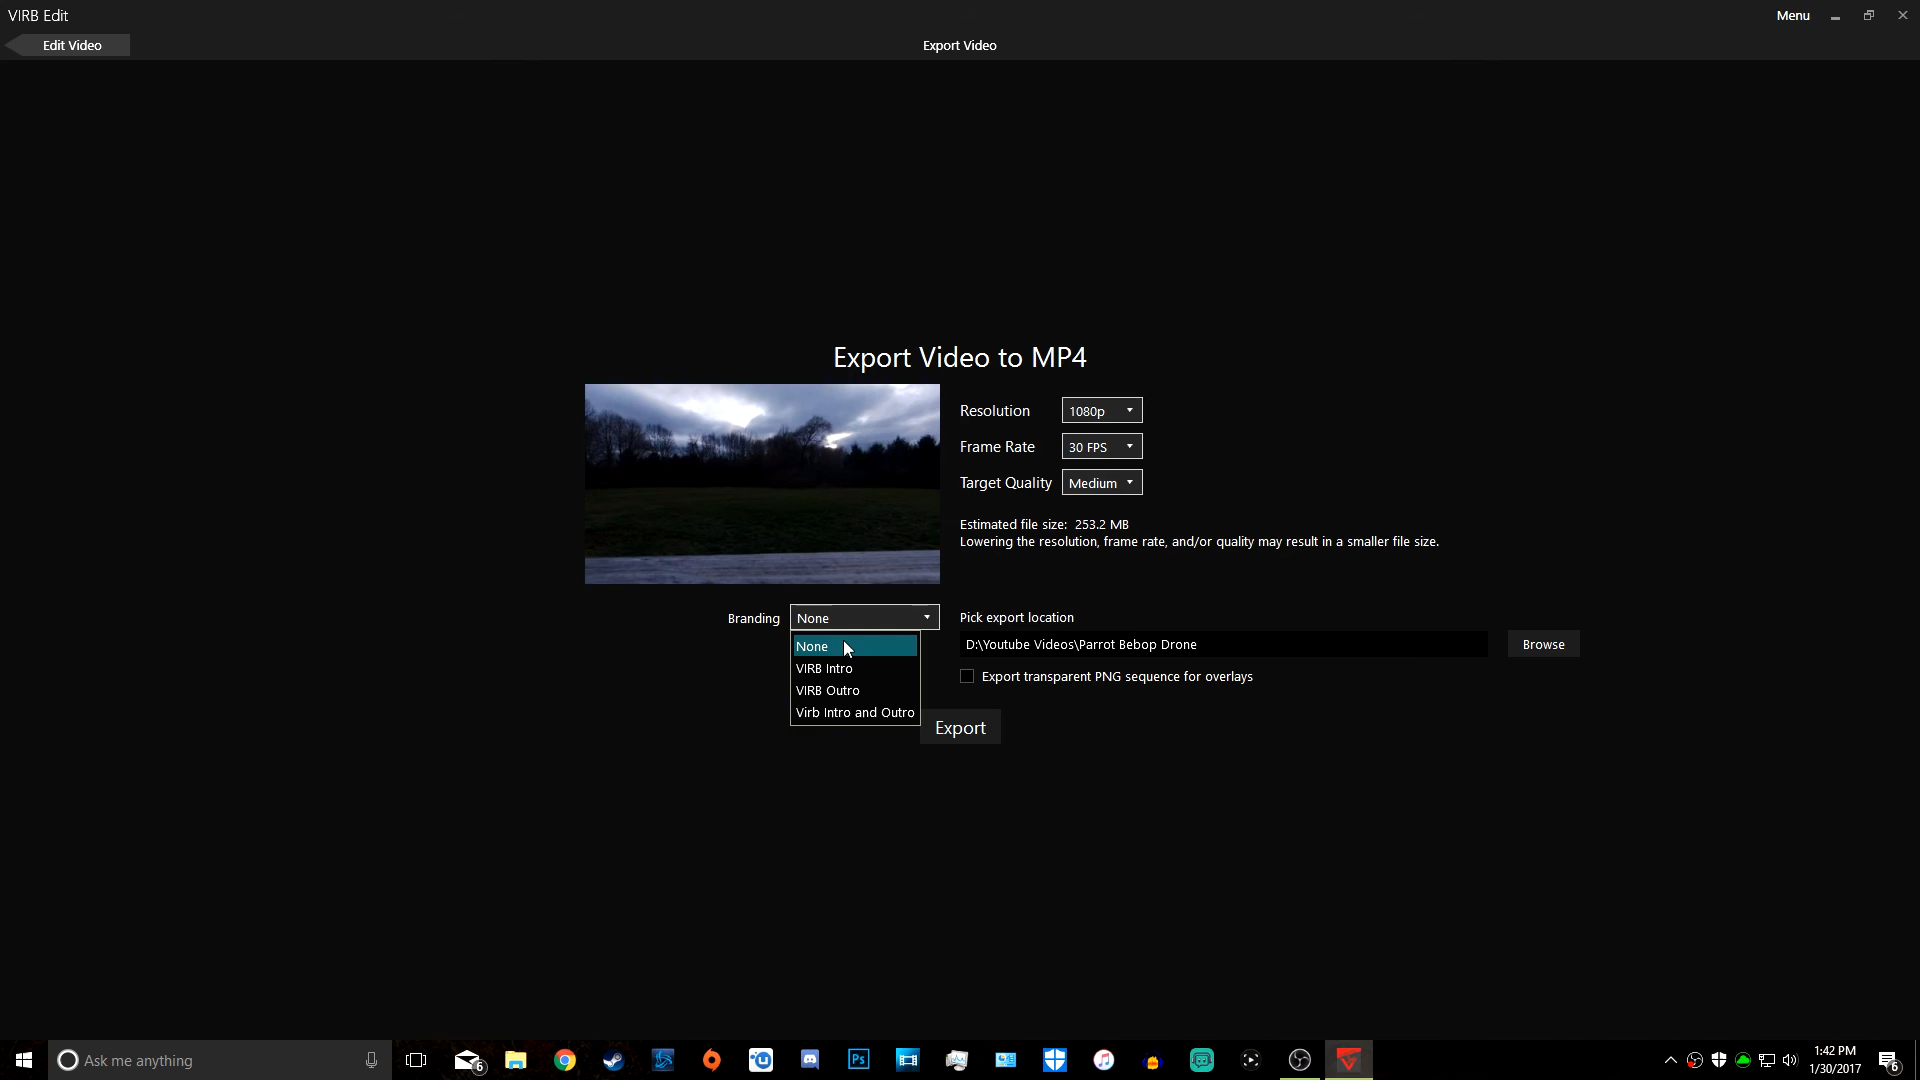 VIRB Edit
Menu
Edit Video
Export Video
Export Video to MP4
Resolution 1080p
Frame Rate 30 FPS
Target Quality Medium
Estimated file size: 253.2 MB
Lowering the resolution, frame rate, and/or quality may result in a smaller file size.
Branding None
None
VIRB Intro
VIRB Outro
Virb Intro and Outro
Pick export location
D:\Youtube Videos\Parrot Bebop Drone
Browse
Export transparent PNG sequence for overlays
Export
Ask me anything
6
Ps
1:42 PM
1/30/2017
6